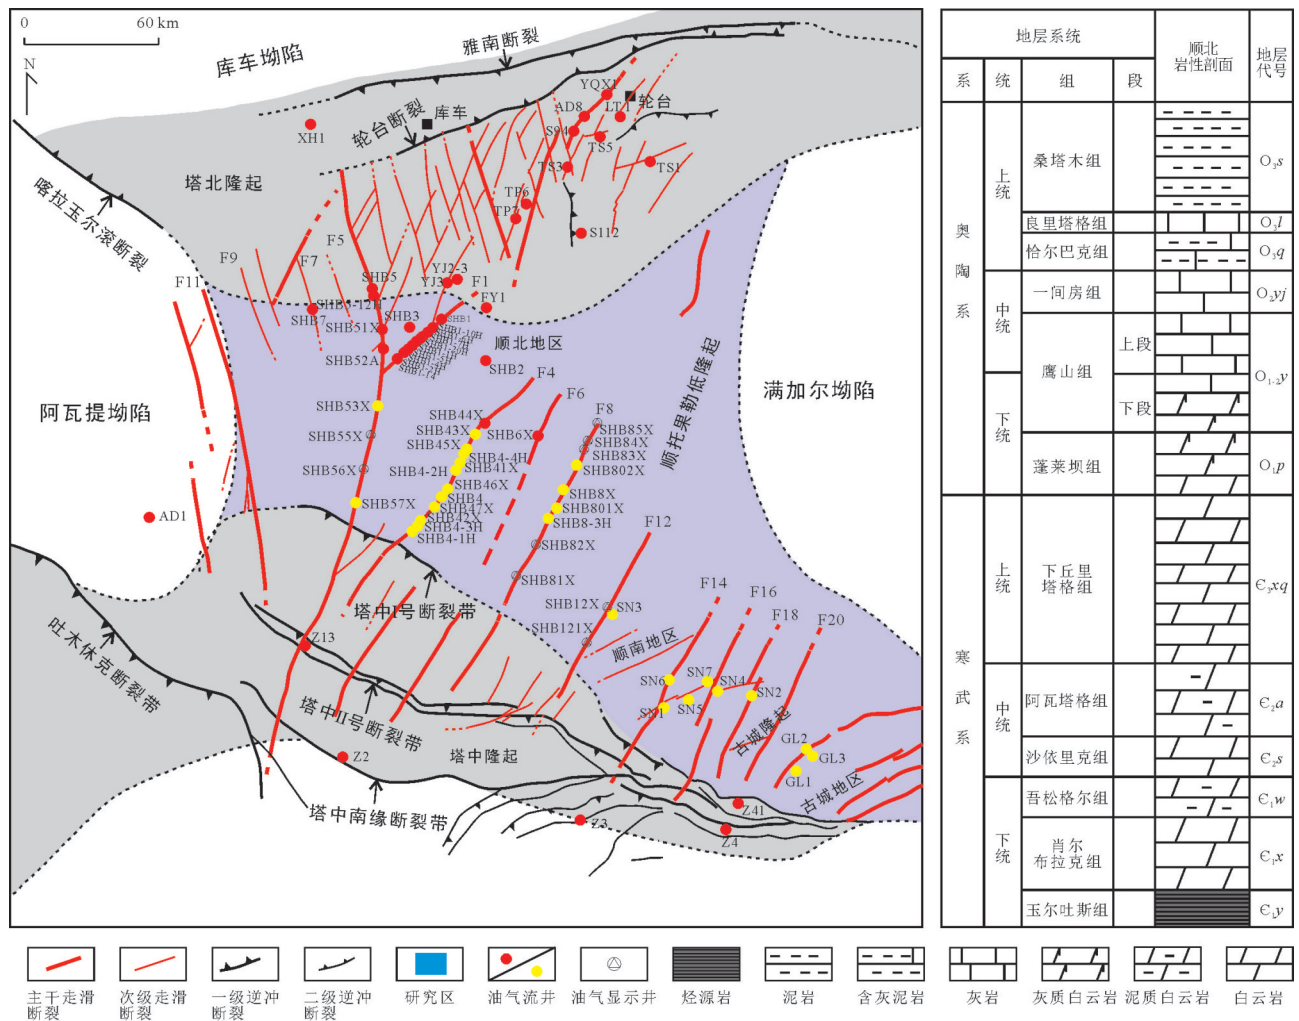 0 60 km
N
库车坳陷
雅南断裂
YQX1
轮台
AD8
LT1
S94
TS5
TS3
TS1
XH1
轮台断裂
库车
塔北隆起
喀拉玉尔滚断裂
TP6
TP7
S112
F5
F9
F7
F11
YJ2-3
YJ3
F1
FY1
SHB5
SHB5-12H
SHB7
SHB3
SHB51X
SHB1
SHB1-10H
SHB52A
顺北地区
SHB2
顺托果勒低隆起
满加尔坳陷
阿瓦提坳陷
F4
F6
F8
SHB53X
SHB44X
SHB43X
SHB6X
SHB85X
SHB84X
SHB83X
SHB55X
SHB45X
SHB4-4H
SHB802X
SHB56X
SHB4-2H
SHB41X
SHB46X
SHB8X
SHB57X
SHB4
SHB47X
SHB801X
SHB42X
SHB8-3H
SHB4-3H
SHB4-1H
SHB82X
AD1
F12
SHB81X
F14
F16
F18
F20
塔中I号断裂带
SHB12X
SN3
SHB121X
顺南地区
吐木休克断裂带
Z13
SN6
SN7
SN4
SN2
SN1
SN5
塔中II号断裂带
Z2
塔中隆起
古城隆起
GL2
GL3
GL1
古城地区
塔中南缘断裂带
Z3
Z41
Z4
地层系统
顺北
岩性剖面
地层
代号
系 统 组 段
奥陶系
上统
桑塔木组 O₃s
良里塔格组 O₃l
恰尔巴克组 O₃q
中统
一间房组 O₂yj
鹰山组 上段 O₁₋₂y
下统
下段
蓬莱坝组 O₁p
寒武系
上统
下丘里
塔格组 Є₃xq
中统
阿瓦塔格组 Є₂a
沙依里克组 Є₂s
下统
吾松格尔组 Є₁w
肖尔
布拉克组 Є₁x
玉尔吐斯组 Є₁y
主干走滑
断裂
次级走滑
断裂
一级逆冲
断裂
二级逆冲
断裂
研究区
油气流井
油气显示井
烃源岩
泥岩
含灰泥岩
灰岩
灰质白云岩
泥质白云岩
白云岩